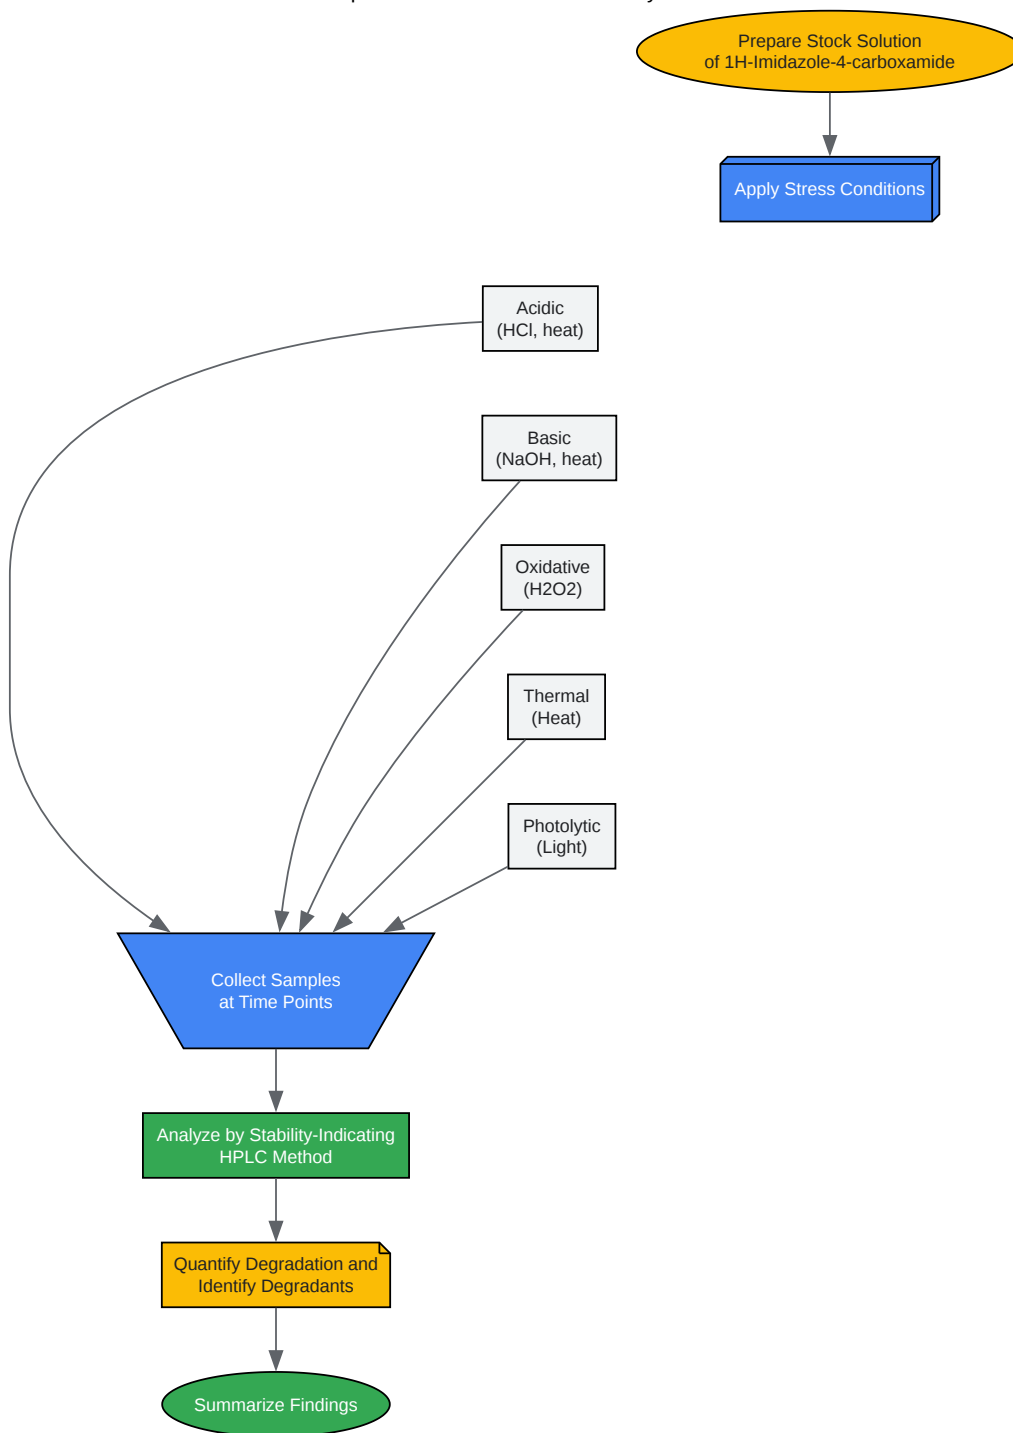 Prepare Stock Solution
of 1H-Imidazole-4-carboxamide
Apply Stress Conditions
Acidic
(HCl, heat)
Basic
(NaOH, heat)
Oxidative
(H2O2)
Thermal
(Heat)
Photolytic
(Light)
Collect Samples
at Time Points
Analyze by Stability-Indicating
HPLC Method
Quantify Degradation and
Identify Degradants
Summarize Findings